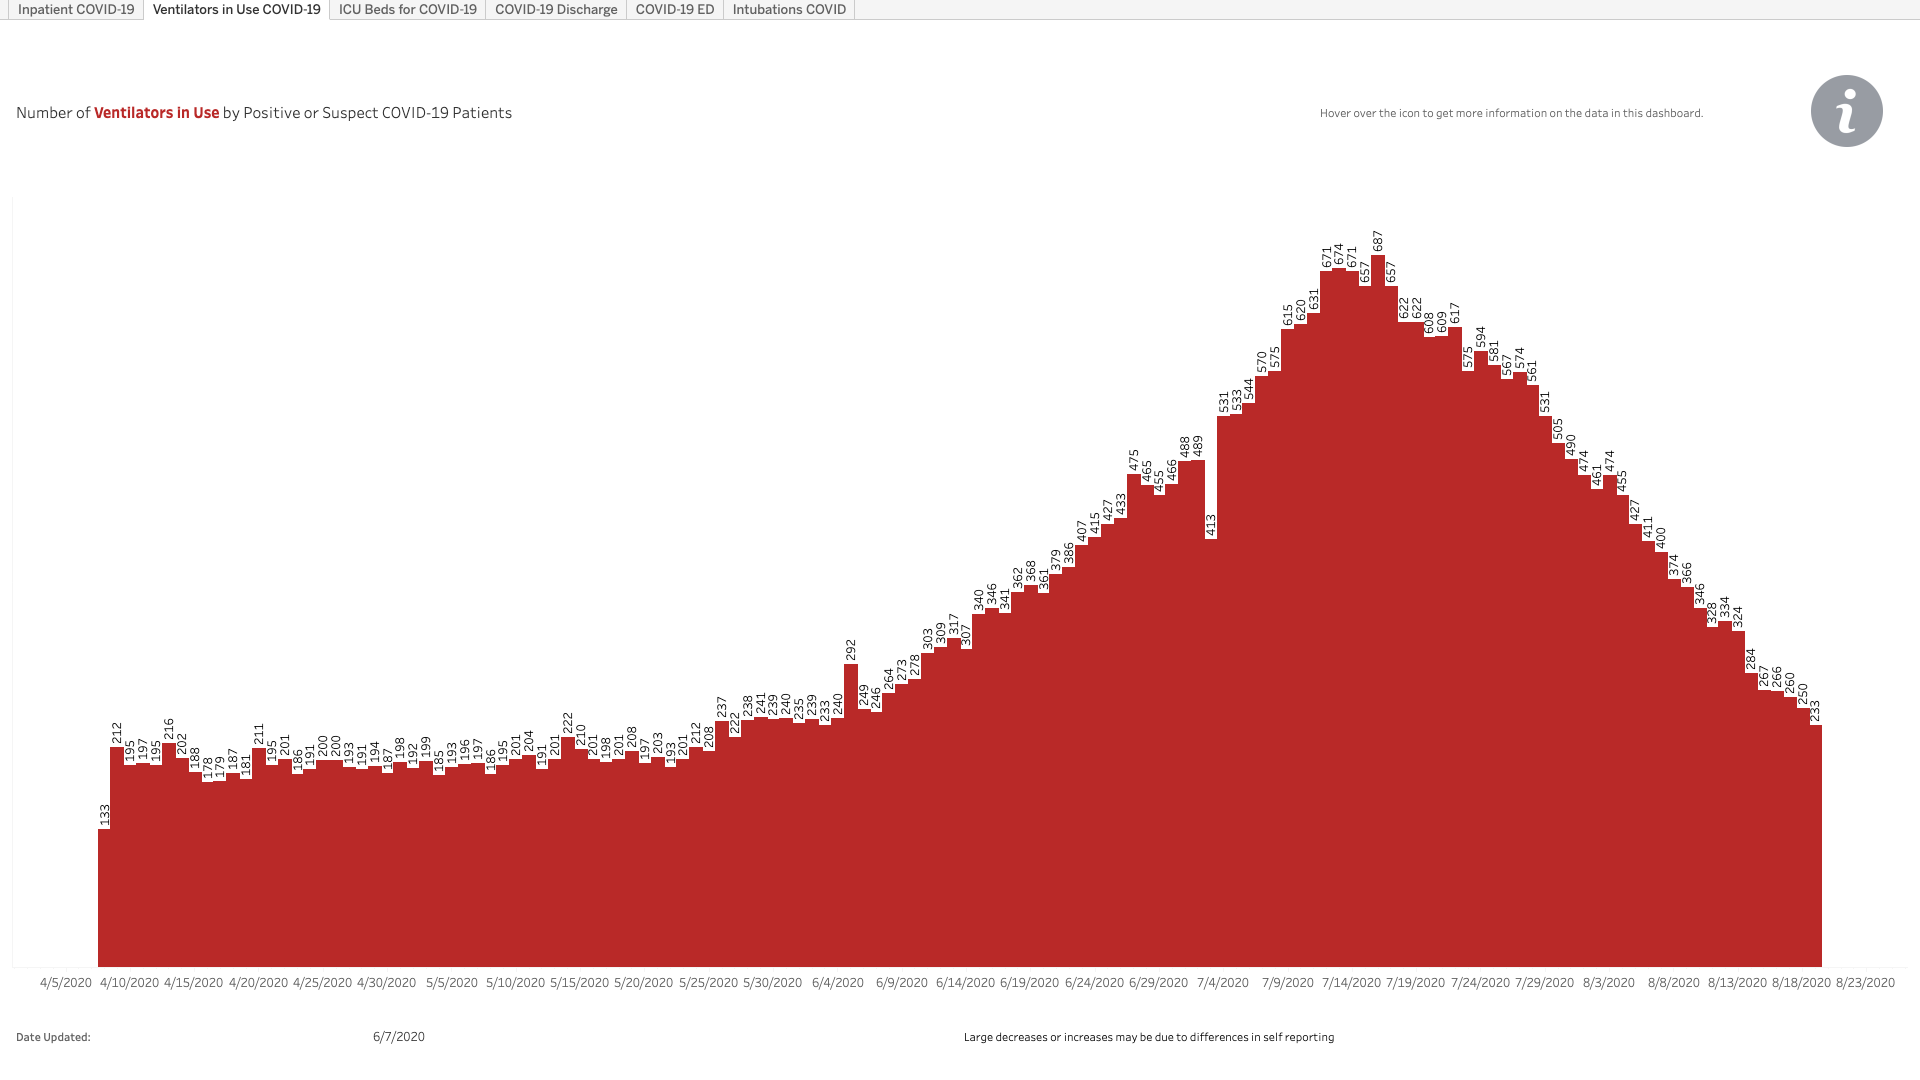 Inpatient COVID-19 Ventilators in Use COVID-19 ICU Beds for COVID-19 COVID-19 Discharge COVID-19 ED Intubations COVID
Number of Ventilators in Use by Positive or Suspect COVID-19 Patients
Hover over the icon to get more information on the data in this dashboard.
i
133 212 195 197 195 216 202 188 178 179 187 181 211 195 201 186 191 200 200 193 191 194 187 198 192 199 185 193 196 197 186 195 201 204 191 201 222 210 201 198 201 208 197 203 193 201 212 208 237 222 238 241 239 240 235 239 233 240 292 249 246 264 273 278 303 309 317 307 340 346 341 362 368 361 379 386 407 415 427 433 475 465 455 466 488 489 413 531 533 544 570 575 615 620 631 671 674 671 657 687 657 622 622 608 609 617 575 594 581 567 574 561 531 505 490 474 461 474 455 427 411 400 374 366 346 328 334 324 284 267 266 260 250 233
4/5/2020 4/10/2020 4/15/2020 4/20/2020 4/25/2020 4/30/2020 5/5/2020 5/10/2020 5/15/2020 5/20/2020 5/25/2020 5/30/2020 6/4/2020 6/9/2020 6/14/2020 6/19/2020 6/24/2020 6/29/2020 7/4/2020 7/9/2020 7/14/2020 7/19/2020 7/24/2020 7/29/2020 8/3/2020 8/8/2020 8/13/2020 8/18/2020 8/23/2020
Date Updated: 6/7/2020 Large decreases or increases may be due to differences in self reporting